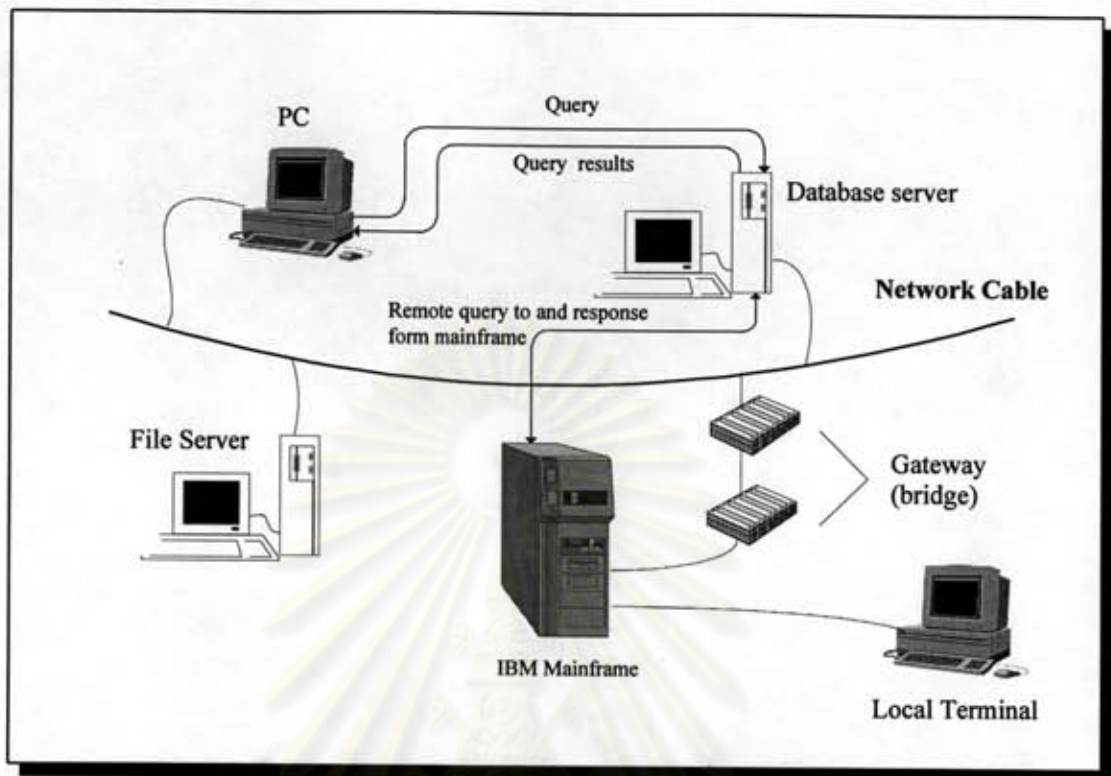 Query
PC
Query results
Database server
Network Cable
Remote query to and response
form mainframe
File Server
Gateway
(bridge)
IBM Mainframe
Local Terminal